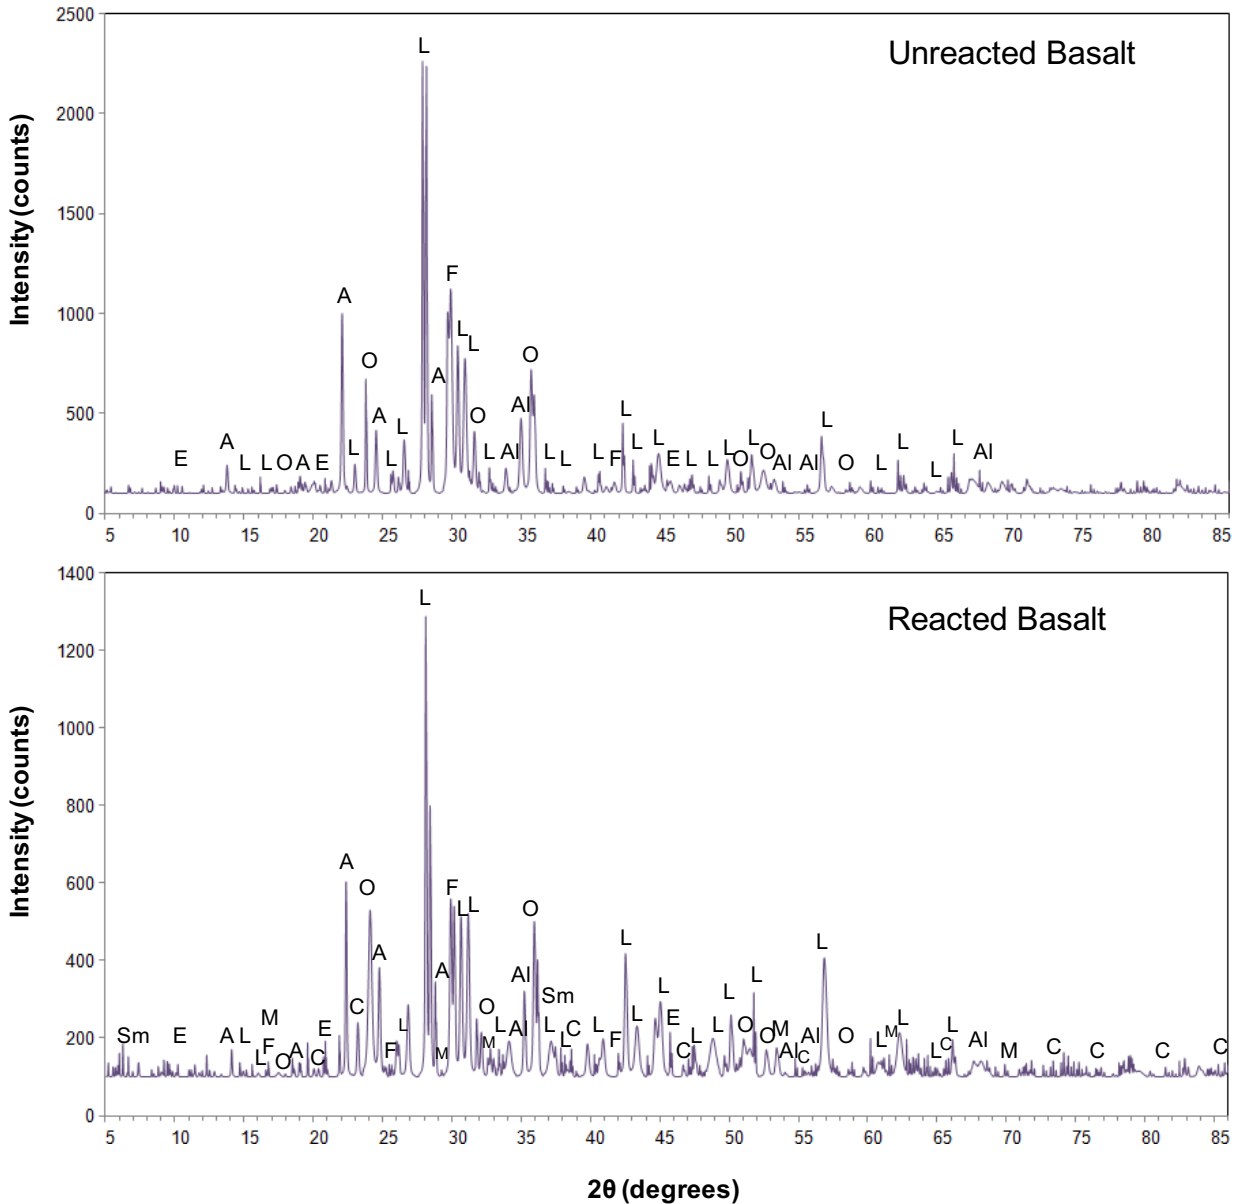 2500
L
Unreacted Basalt
2000
1500
Intensity (counts)
F
A
1000
L
L
O
O
A
A
Al
O
L
L
500
A
L
L
L
Al
L
L
L
F
L
L
E
L
L
L
O
L
O
Al
Al
L
O
L
L
L
L
Al
E
L
L
O
A
E
0
5 10 15 20 25 30 35 40 45 50 55 60 65 70 75 80 85
1400
L
Reacted Basalt
1200
1000
Intensity (counts)
800
A
O
F
600
L
L
O
A
A
Al
Sm
L
L
400
C
O
L
L
L
L
M
Sm
E
A
L
L
F
O
A
C
E
F
L
M
M
L
Al
L
L
C
L
F
L
E
C
L
L
O
O
M
Al
C
Al
O
L
M
L
L
C
L
Al
M
C
C
C
C
200
0
5 10 15 20 25 30 35 40 45 50 55 60 65 70 75 80 85
2θ (degrees)